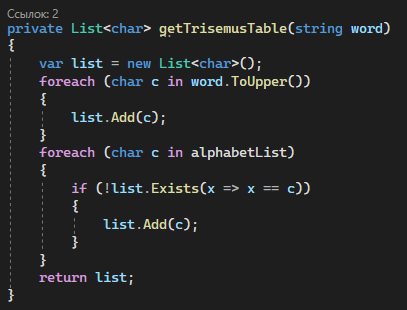 Ссылок: 2
private List<char> getTrisemusTable(string word)
{
    var list = new List<char>();
    foreach (char c in word.ToUpper())
    {
        list.Add(c);
    }
    foreach (char c in alphabetList)
    {
        if (!list.Exists(x => x == c))
        {
            list.Add(c);
        }
    }
    return list;
}